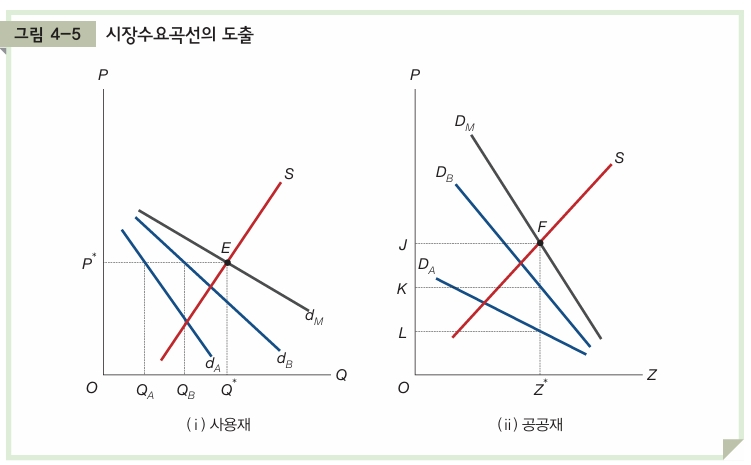 그림 4-5 시장수요곡선의 도출
P
S
E
P*
d_M
d_A
d_B
O
Q_A
Q_B
Q*
Q
(ⅰ) 사용재
P
D_M
D_B
S
F
J
D_A
K
L
O
Z*
Z
(ⅱ) 공공재